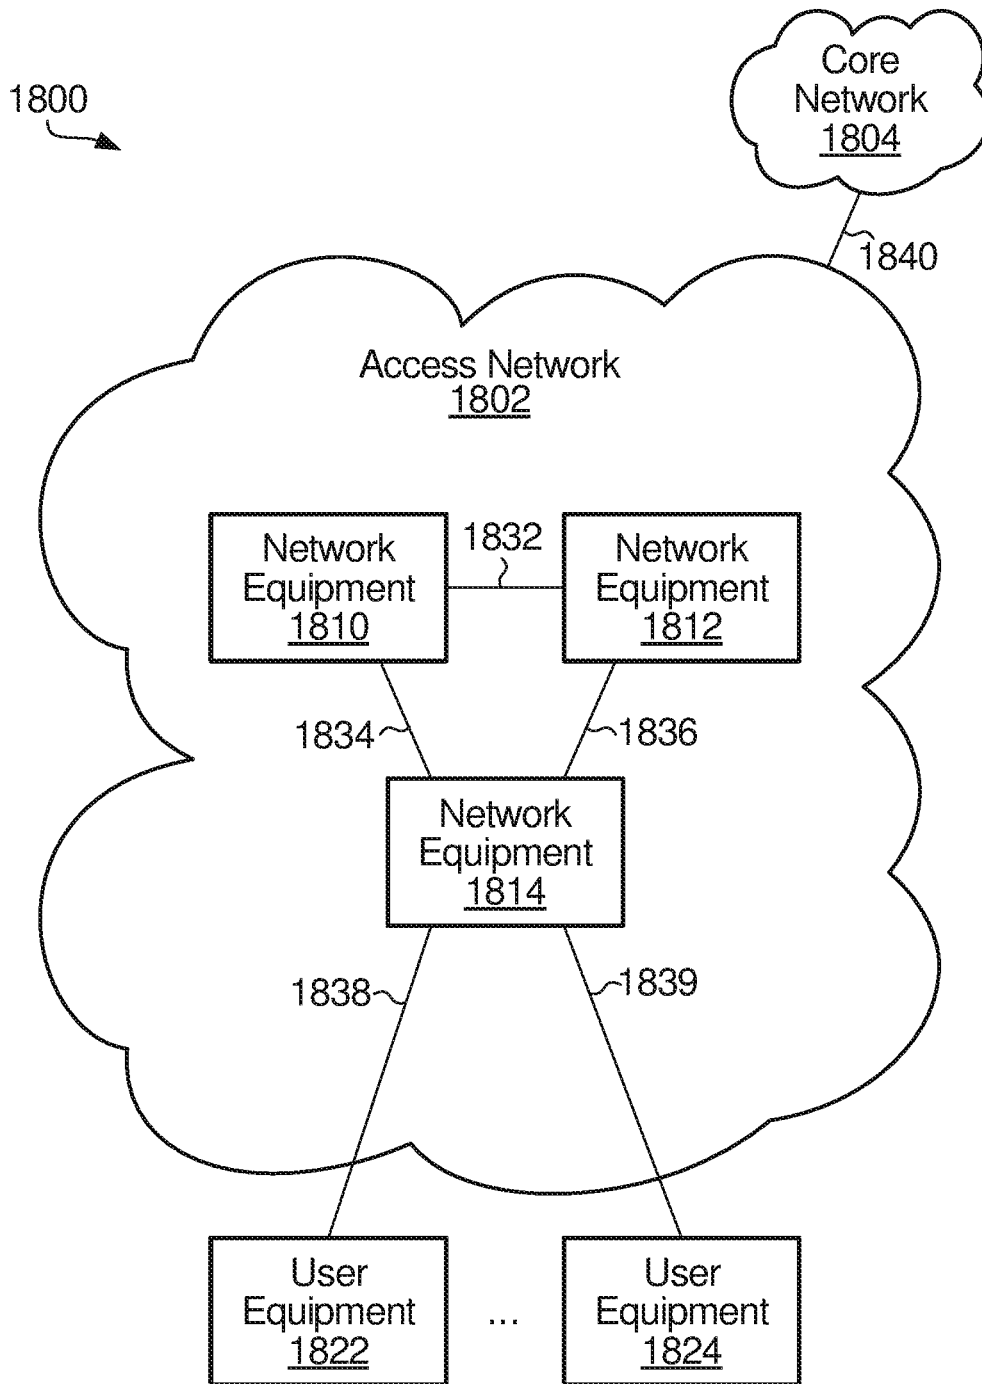 1800
Core
Network
1804
1840
Access Network
1802
Network
Equipment
1810
1832
Network
Equipment
1812
1834
1836
Network
Equipment
1814
1838
1839
User
Equipment
1822
...
User
Equipment
1824